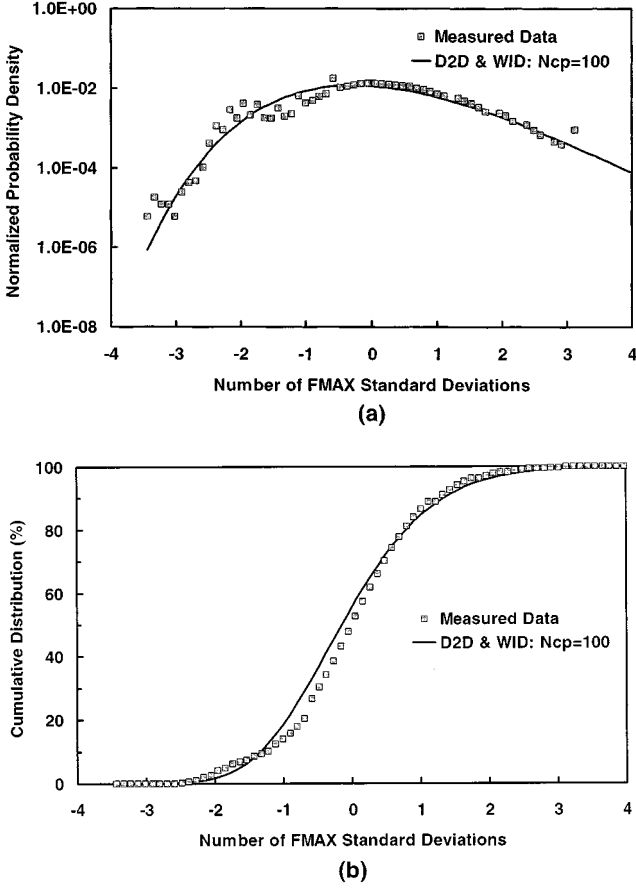 (a)
1.0E+00
1.0E-02
1.0E-04
1.0E-06
1.0E-08
Normalized Probability Density
Measured Data
D2D & WID: Ncp=100
-4 -3 -2 -1 0 1 2 3 4
Number of FMAX Standard Deviations
(a)
100
80
60
40
20
0
Cumulative Distribution (%)
Measured Data
D2D & WID: Ncp=100
-4 -3 -2 -1 0 1 2 3 4
Number of FMAX Standard Deviations
(b)